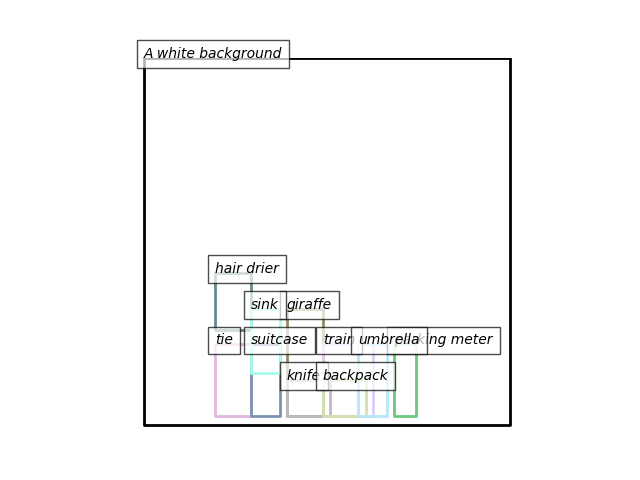 A white background
hair drier
sink
giraffe
tie
suitcase
train
umbrella
parking meter
knife
backpack